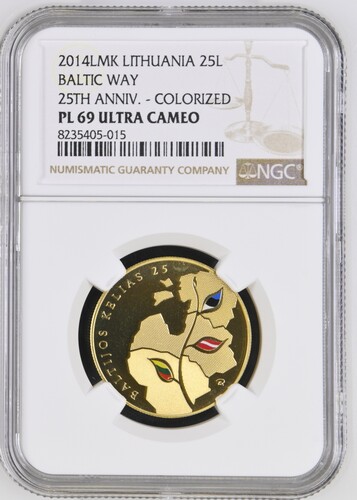 2014LMK LITHUANIA 25L
BALTIC WAY
25TH ANNIV. - COLORIZED
PL 69 ULTRA CAMEO
8235405-015
NUMISMATIC GUARANTY COMPANY
NGC
BALTIJOS KELIAS 25